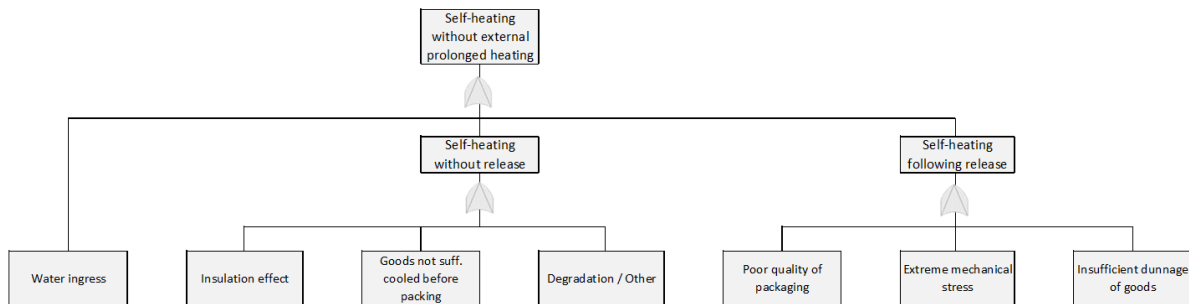 Self-heating
without external
prolonged heating
Self-heating
without release
Self-heating
following release
Water ingress
Insulation effect
Goods not suff.
cooled before
packing
Degradation / Other
Poor quality of
packaging
Extreme mechanical
stress
Insufficient dunnage
of goods